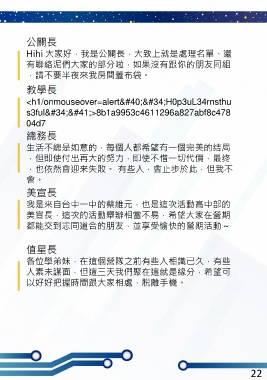 公關長
Hihi 大家好，我是公關長，大致上就是處理名單、還
有聯絡泥們大家的部分啦，如果沒有跟你的朋友同組
，請不要半夜來我房間蓋布袋。
教學長
<h1/onmouseover=alert&#40;&#34;H0p3uL34rnsthu
s3ful&#34;&#41;>8b1a9953c4611296a827abf8c478
04d7
總務長
生活不總是如意的，每個人都希望有一個完美的結局
，但即使付出再大的努力，即使不惜一切代價，最終
，也依然會迎來失敗。 有些人，會止步於此，但我不
會。
美宣長
我是來自台中一中的蔡維元，也是這次活動高中部的
美宣長，這次的活動舉辦相當不易，希望大家在營期
都能交到志同道合的朋友，並享受愉快的營期活動~
值星長
各位學弟妹，在這個營隊之前有些人相識已久，有些
人素未謀面，但這三天我們聚在這就是緣分，希望可
以好好把握時間跟大家相處，脫離手機。
22